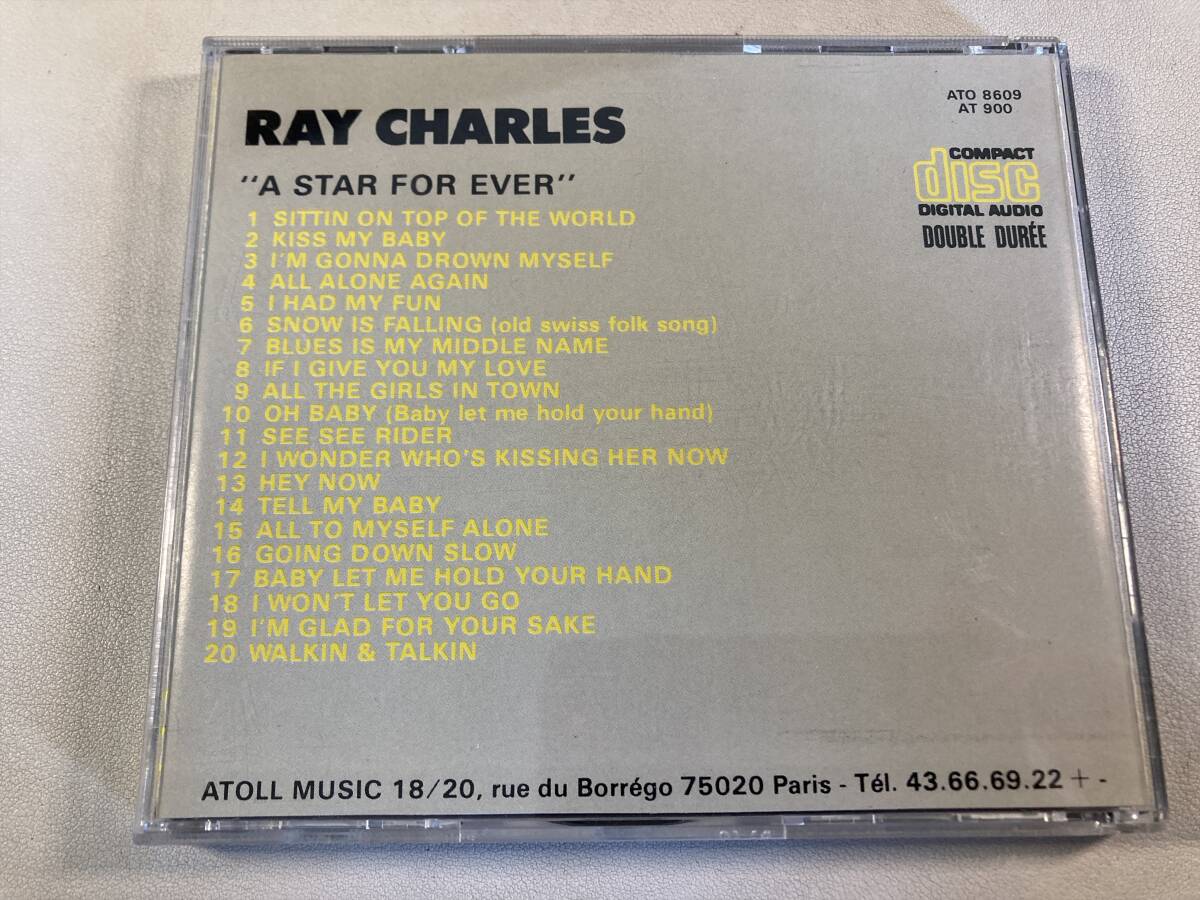 RAY CHARLES
"A STAR FOR EVER"
ATO 8609
AT 900
COMPACT
disc
DIGITAL AUDIO
DOUBLE DURÉE
1 SITTIN ON TOP OF THE WORLD
2 KISS MY BABY
3 I'M GONNA DROWN MYSELF
4 ALL ALONE AGAIN
5 I HAD MY FUN
6 SNOW IS FALLING (old swiss folk song)
7 BLUES IS MY MIDDLE NAME
8 IF I GIVE YOU MY LOVE
9 ALL THE GIRLS IN TOWN
10 OH BABY (Baby let me hold your hand)
11 SEE SEE RIDER
12 I WONDER WHO'S KISSING HER NOW
13 HEY NOW
14 TELL MY BABY
15 ALL TO MYSELF ALONE
16 GOING DOWN SLOW
17 BABY LET ME HOLD YOUR HAND
18 I WON'T LET YOU GO
19 I'M GLAD FOR YOUR SAKE
20 WALKIN & TALKIN
ATOLL MUSIC 18/20, rue du Borrégo 75020 Paris - Tél. 43.66.69.22 + -